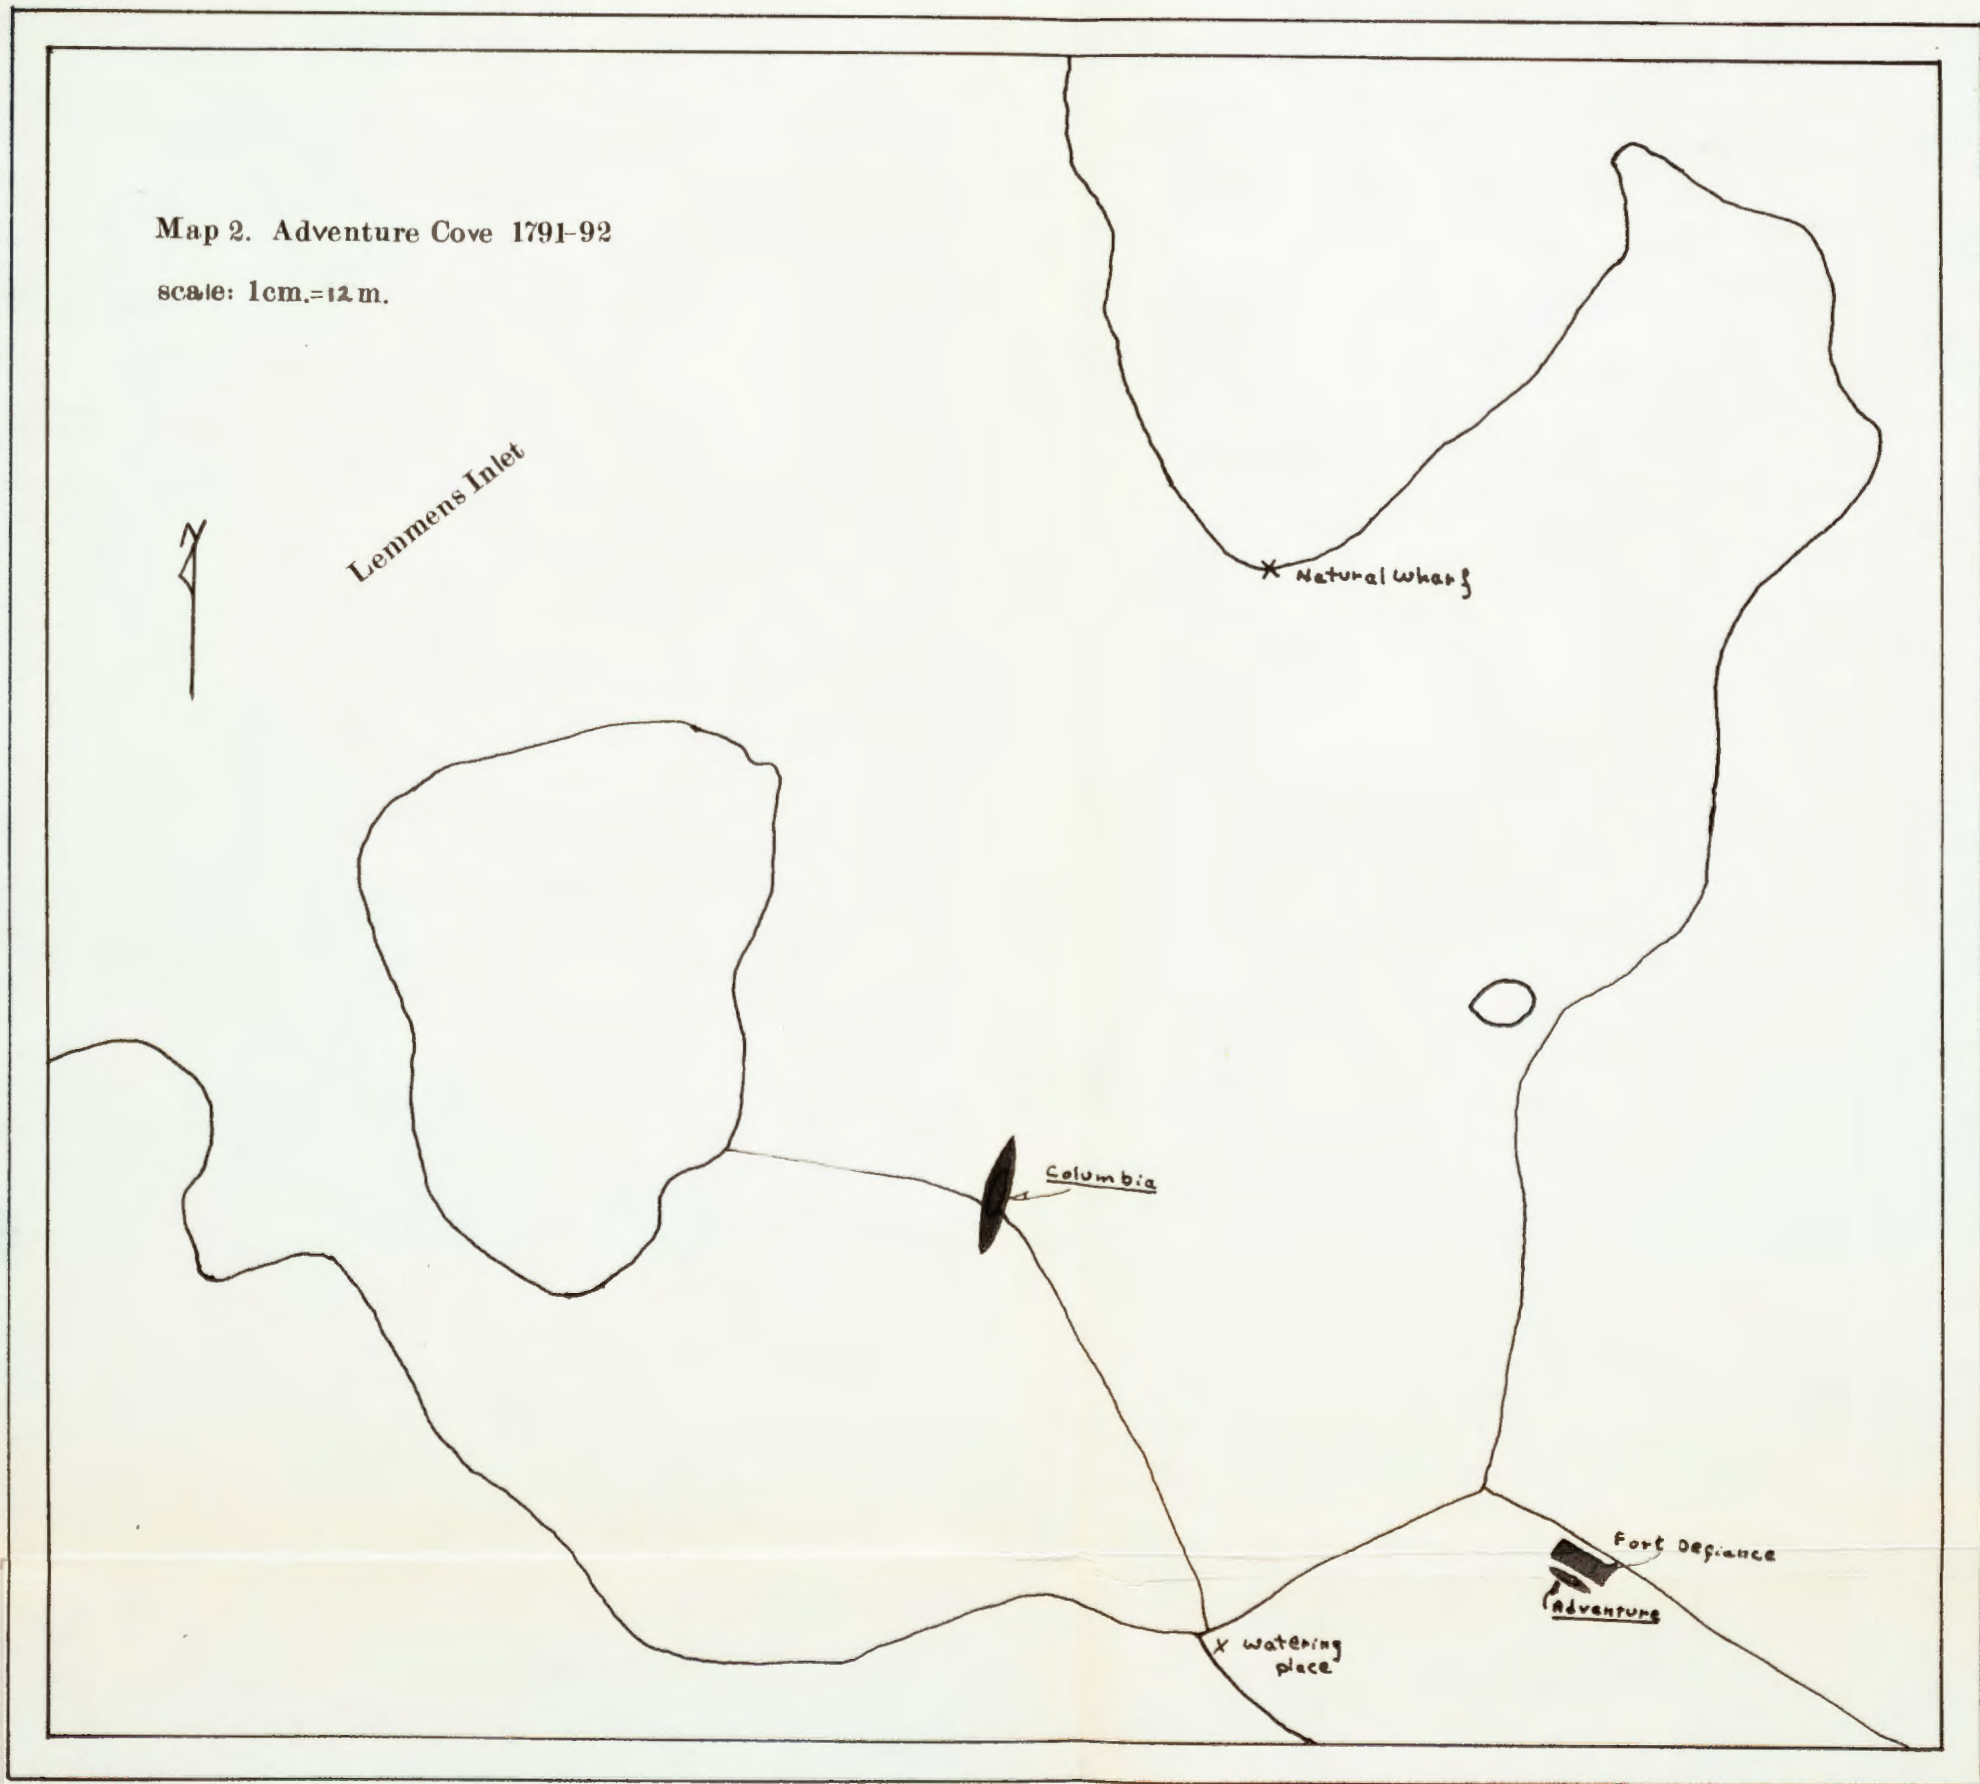 Map 2. Adventure Cove 1791-92
scale: 1cm.=12m.
Lemmens Inlet
N
Natural Wharf
Columbia
Fort Defiance
Adventure
x watering
place